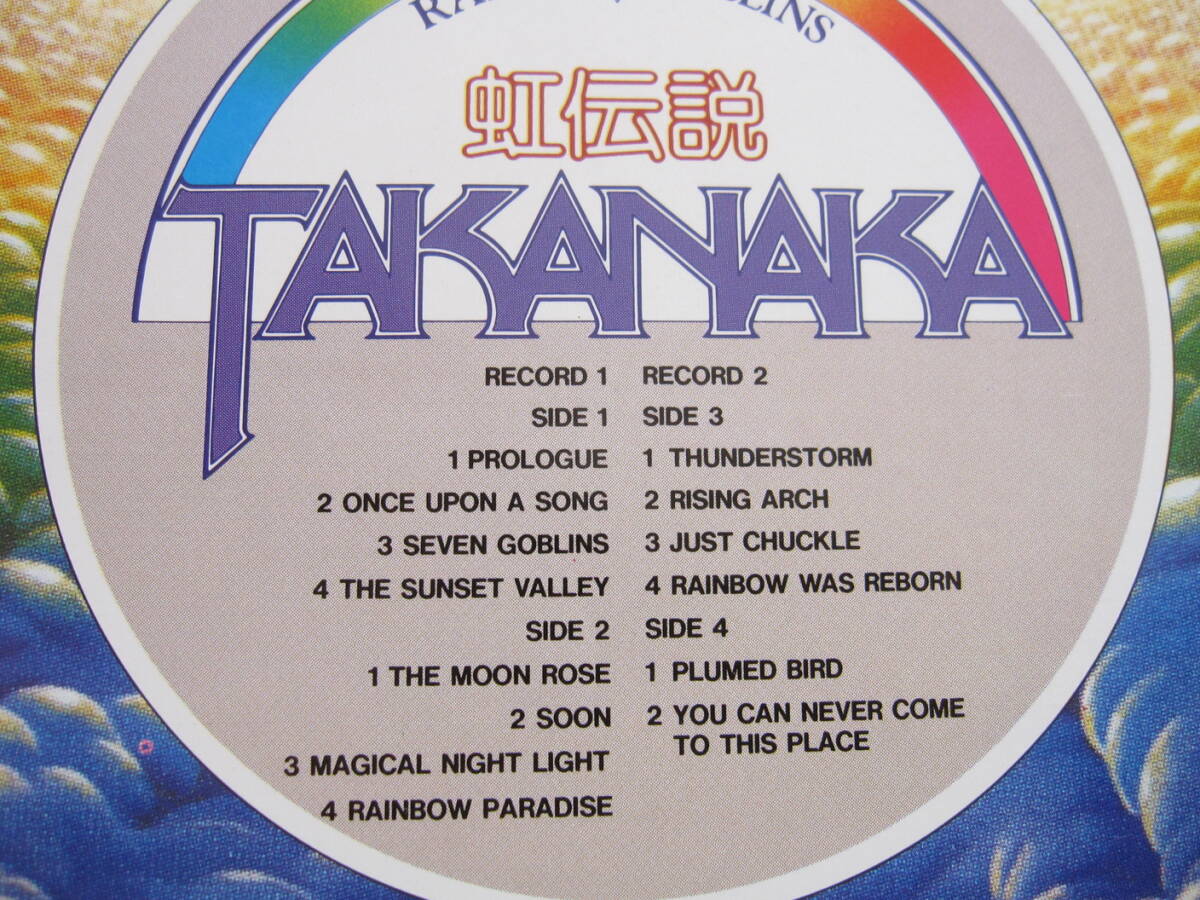 虹伝説
TAKANAKA
RECORD 1
SIDE 1
1 PROLOGUE
2 ONCE UPON A SONG
3 SEVEN GOBLINS
4 THE SUNSET VALLEY
SIDE 2
1 THE MOON ROSE
2 SOON
3 MAGICAL NIGHT LIGHT
4 RAINBOW PARADISE
RECORD 2
SIDE 3
1 THUNDERSTORM
2 RISING ARCH
3 JUST CHUCKLE
4 RAINBOW WAS REBORN
SIDE 4
1 PLUMED BIRD
2 YOU CAN NEVER COME
TO THIS PLACE